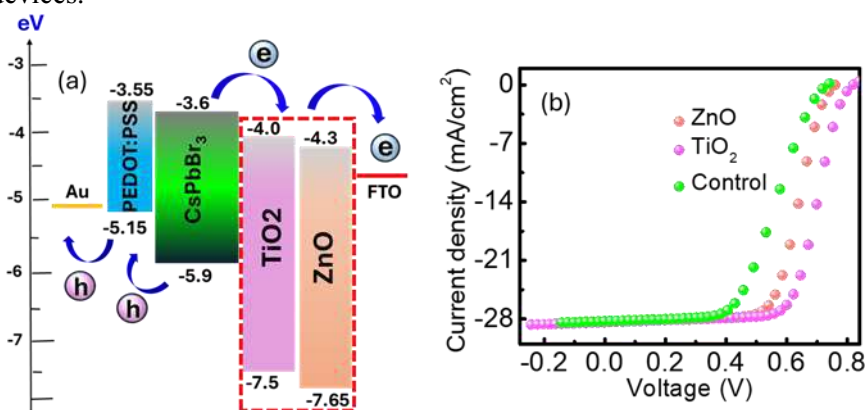 devices.
eV
(a)
-3
-4
-5
-6
-7
Au
PEDOT:PSS
-3.55
-5.15
CsPbBr₃
-3.6
-5.9
e
TiO2
-4.0
-7.5
ZnO
-4.3
-7.65
e
FTO
h
h
(b)
Current density (mA/cm²)
0
-7
-14
-21
-28
ZnO
TiO₂
Control
-0.2 0.0 0.2 0.4 0.6 0.8
Voltage (V)